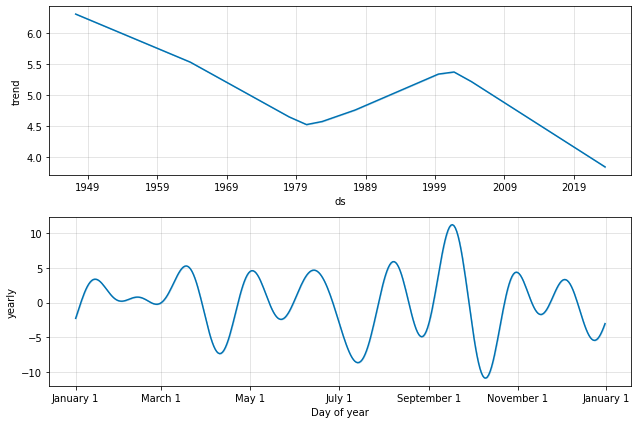 6.0
5.5
5.0
4.5
4.0
trend
1949 1959 1969 1979 1989 1999 2009 2019
ds
10
5
0
−5
−10
yearly
January 1 March 1 May 1 July 1 September 1 November 1 January 1
Day of year